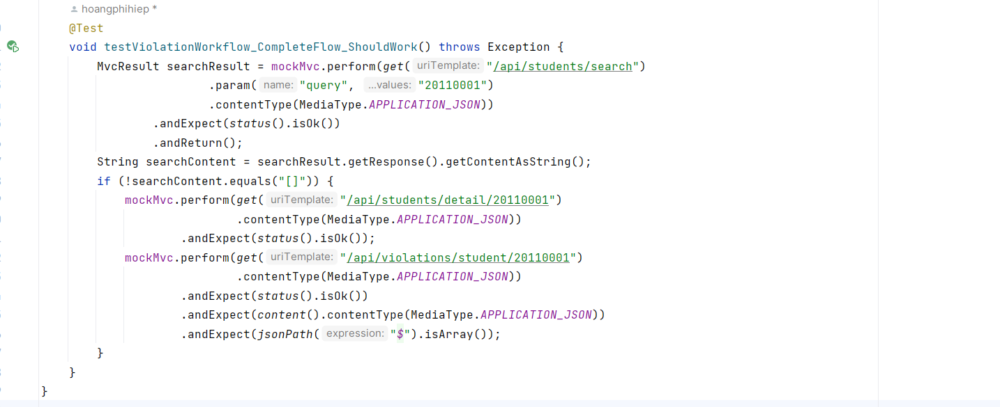 hoangphihiep *
@Test
void testViolationWorkflow_CompleteFlow_ShouldWork() throws Exception {
MvcResult searchResult = mockMvc.perform(get( uriTemplate: "/api/students/search")
.param( name: "query", ...values: "20110001")
.contentType(MediaType.APPLICATION_JSON))
.andExpect(status().isOk())
.andReturn();
String searchContent = searchResult.getResponse().getContentAsString();
if (!searchContent.equals("[]")) {
mockMvc.perform(get( uriTemplate: "/api/students/detail/20110001")
.contentType(MediaType.APPLICATION_JSON))
.andExpect(status().isOk());
mockMvc.perform(get( uriTemplate: "/api/violations/student/20110001")
.contentType(MediaType.APPLICATION_JSON))
.andExpect(status().isOk())
.andExpect(content().contentType(MediaType.APPLICATION_JSON))
.andExpect(jsonPath( expression: "$").isArray());
}
}
}